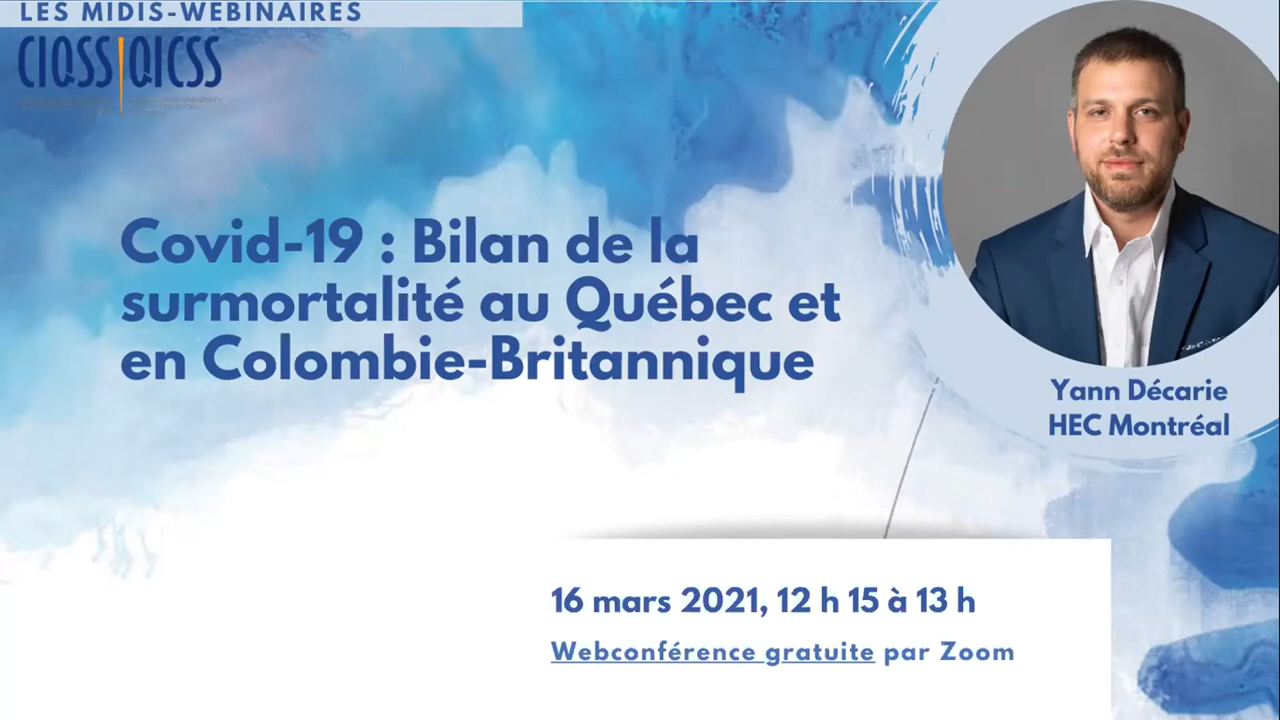 LES MIDIS-WEBINAIRES
CIQSS|QICSS
Covid-19 : Bilan de la
surmortalité au Québec et
en Colombie-Britannique
Yann Décarie
HEC Montréal
16 mars 2021, 12 h 15 à 13 h
Webconférence gratuite par Zoom